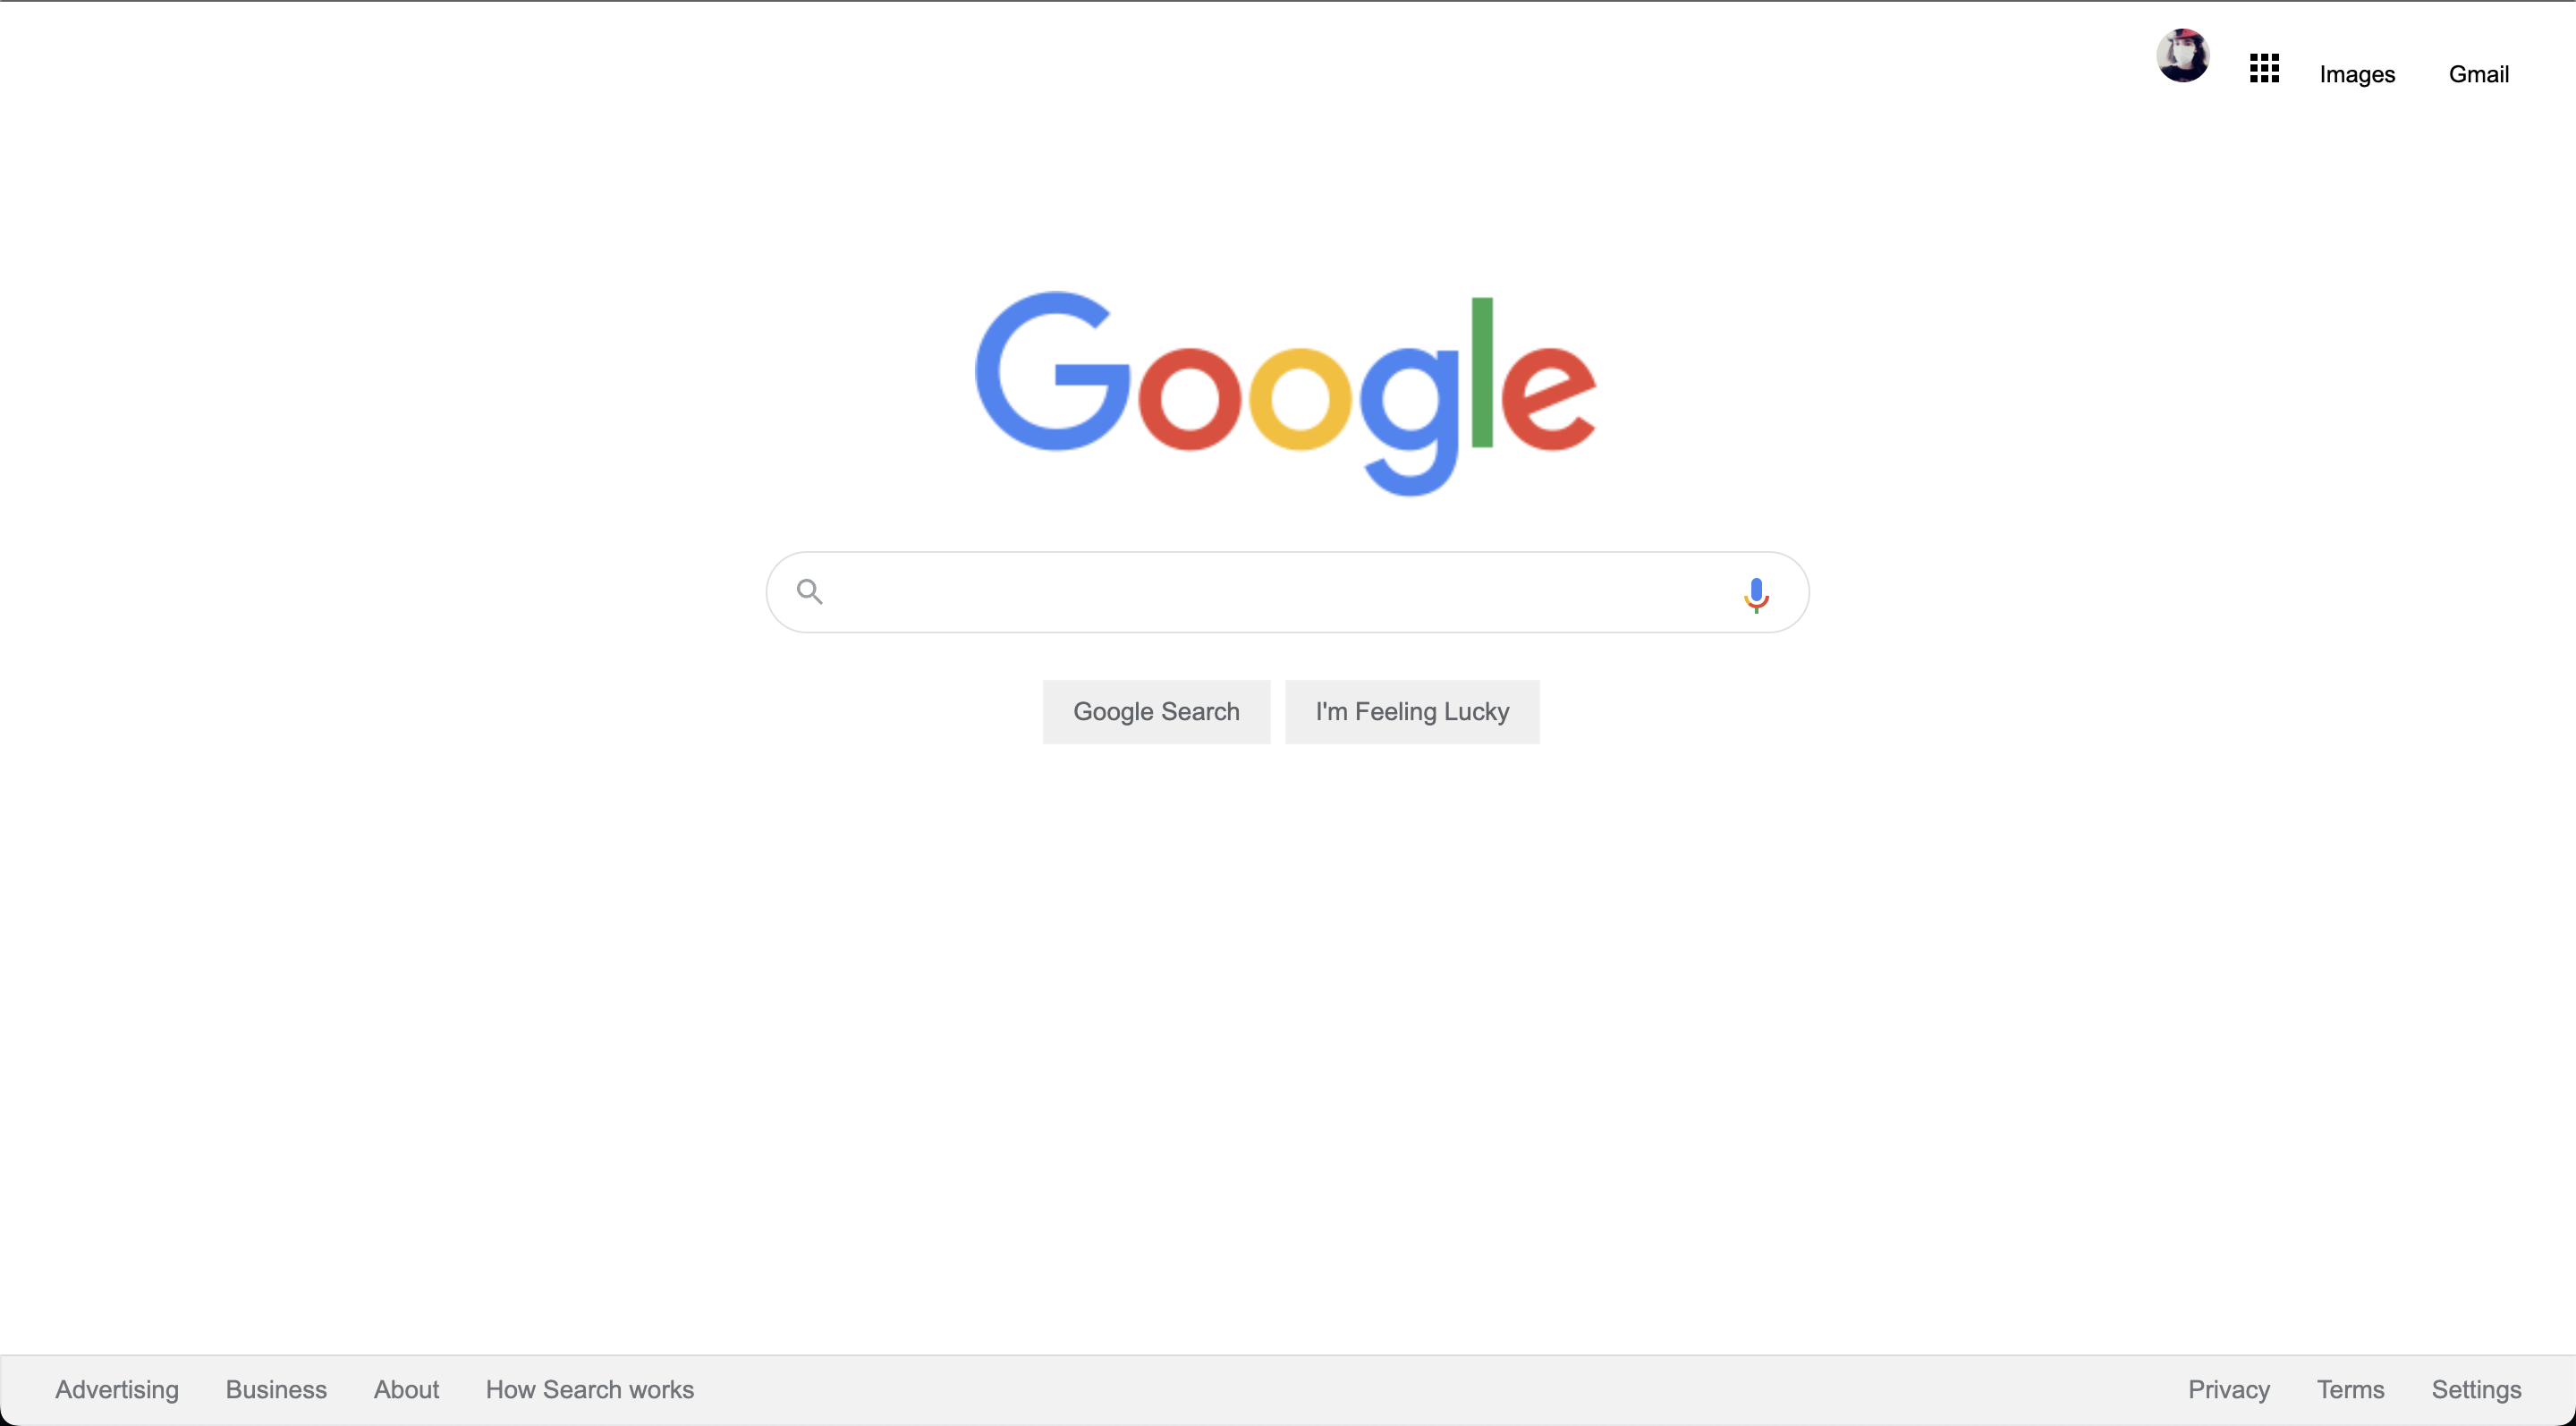 Images Gmail
Google
Google Search I'm Feeling Lucky
Advertising Business About How Search works Privacy Terms Settings